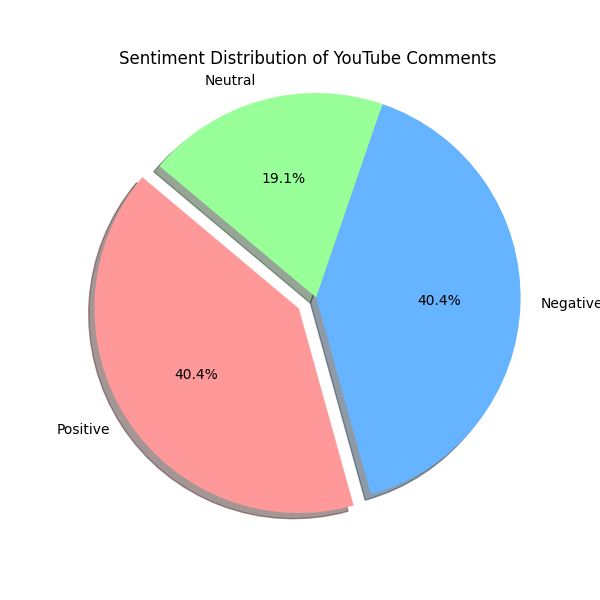 Sentiment Distribution of YouTube Comments
Neutral
19.1%
40.4%
Negative
40.4%
Positive